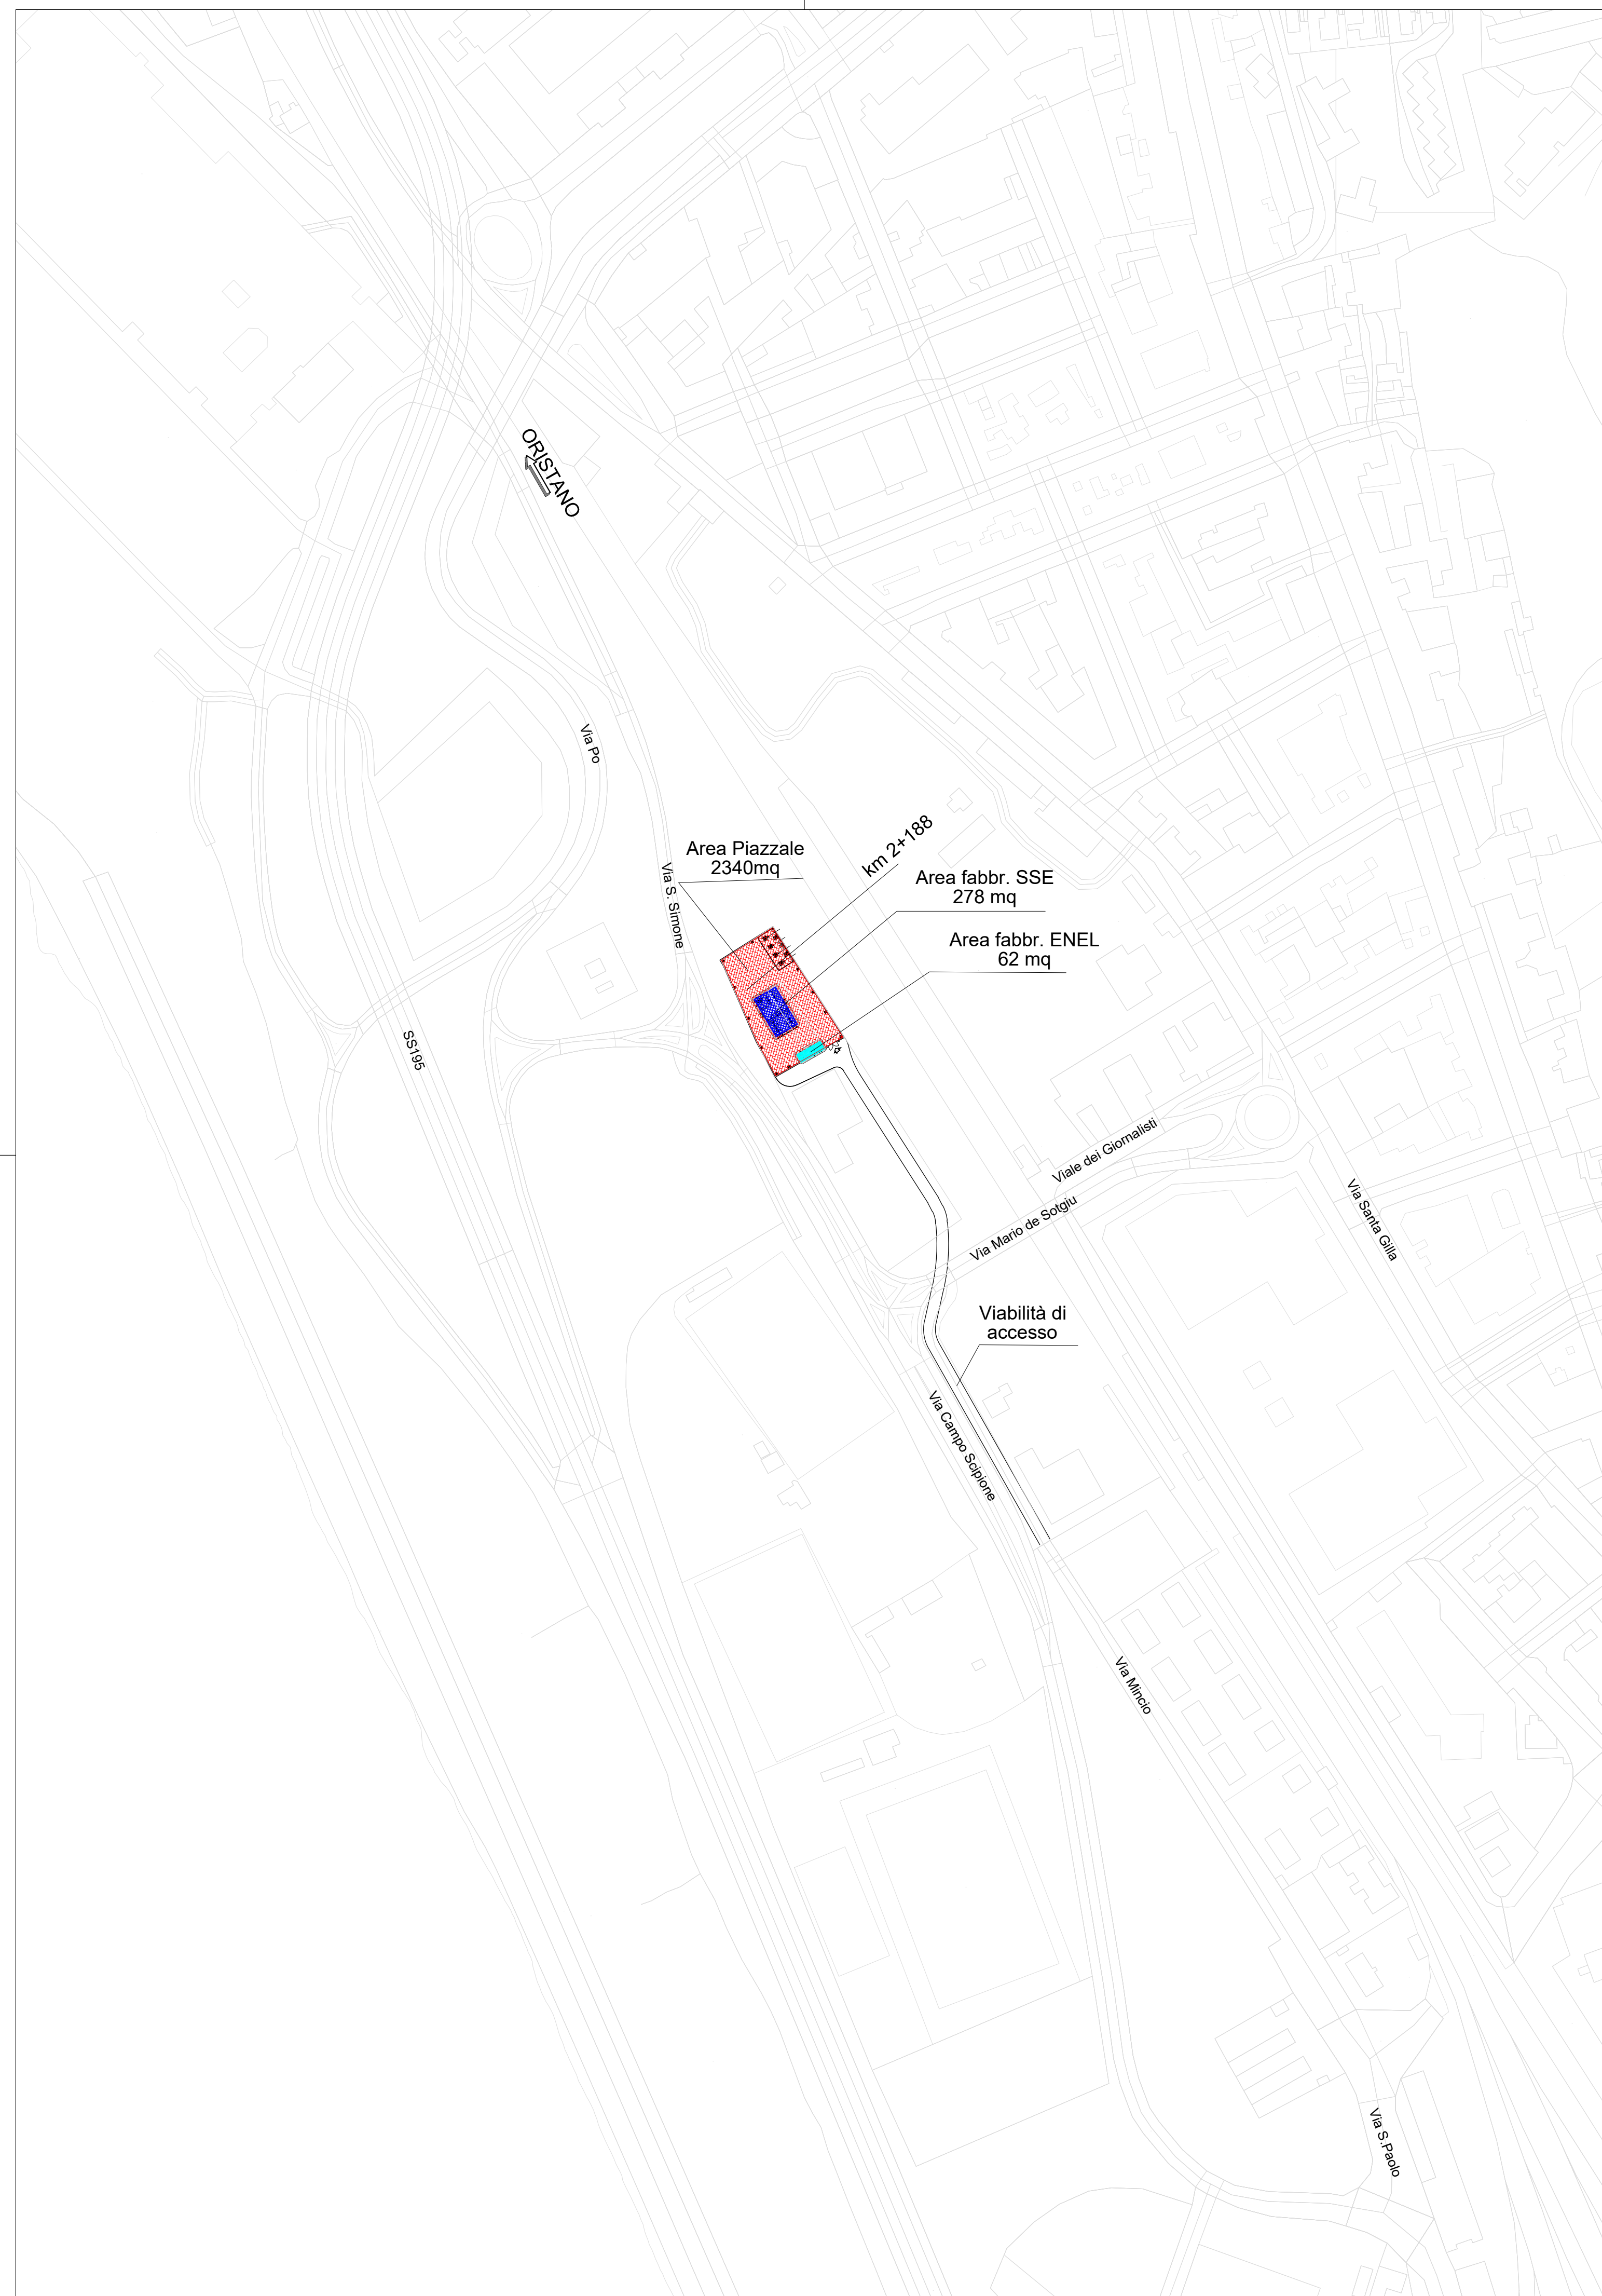 ORISTANO
Via Po
Area Piazzale
2340mq
km 2+188
Via S. Simone
Area fabbr. SSE
278 mq
Area fabbr. ENEL
62 mq
SS195
Viale dei Giornalisti
Via Mario de Sotgiu
Via Santa Gilla
Viabilità di
accesso
Via Campo Scipione
Via Mincio
Via S.Paolo